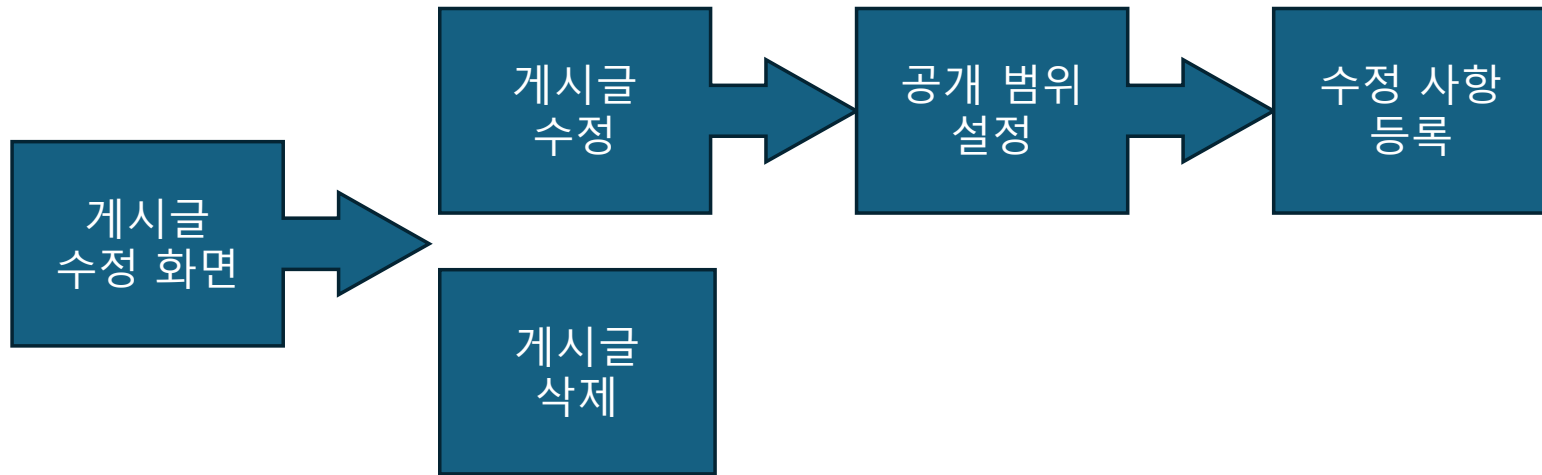 게시글
수정 화면
게시글
수정
공개 범위
설정
수정 사항
등록
게시글
삭제